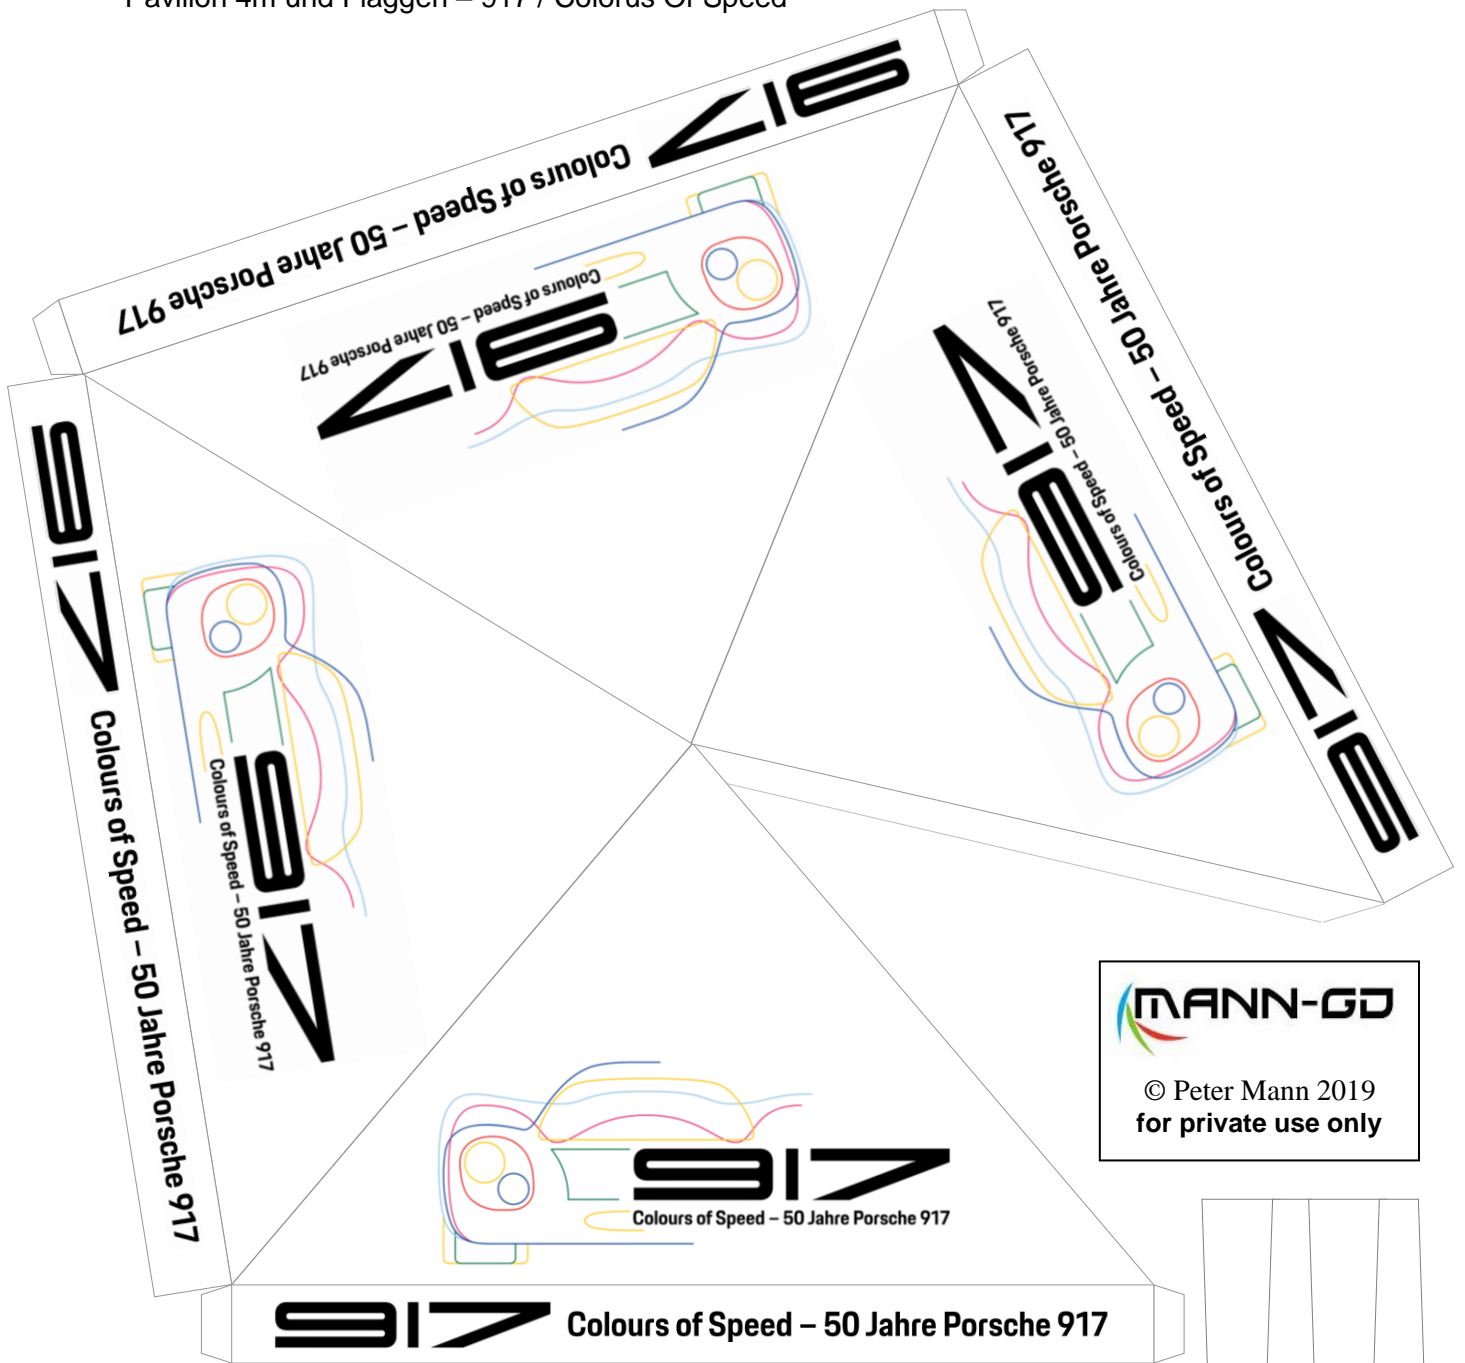 Pavillon 4m und Flaggen – 917 / Colorus Of Speed
917 Colours of Speed – 50 Jahre Porsche 917
917
Colours of Speed – 50 Jahre Porsche 917
917 Colours of Speed – 50 Jahre Porsche 917
917
Colours of Speed – 50 Jahre Porsche 917
917 Colours of Speed – 50 Jahre Porsche 917
917
Colours of Speed – 50 Jahre Porsche 917
MANN-GD
© Peter Mann 2019
for private use only
917
Colours of Speed – 50 Jahre Porsche 917
917 Colours of Speed – 50 Jahre Porsche 917